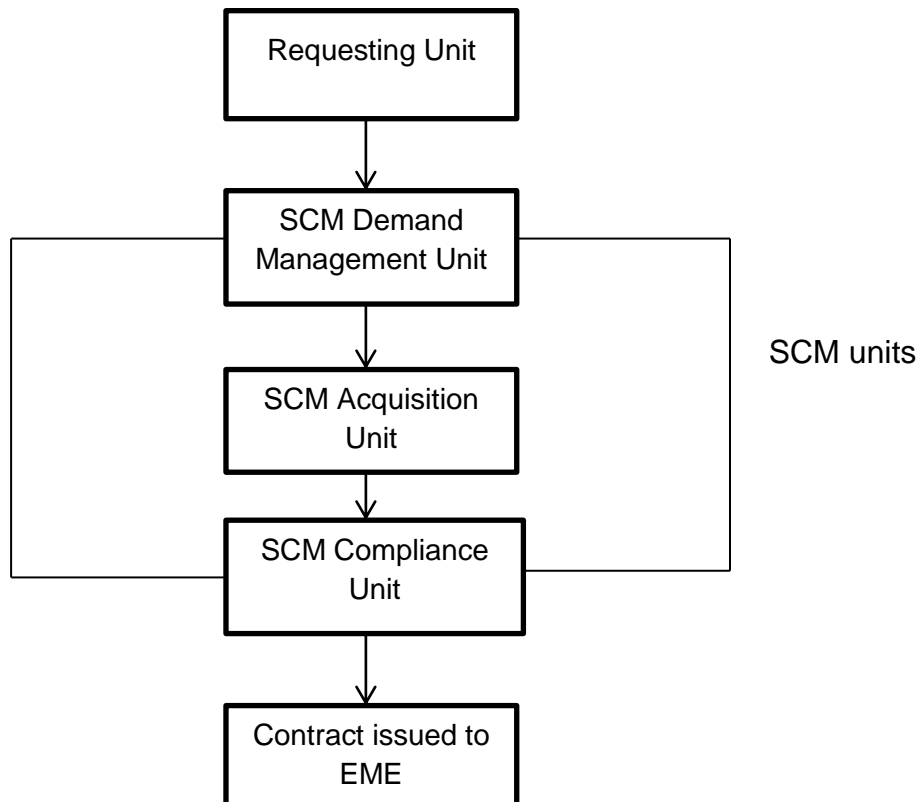 Requesting Unit
SCM Demand
Management Unit
SCM units
SCM Acquisition
Unit
SCM Compliance
Unit
Contract issued to
EME